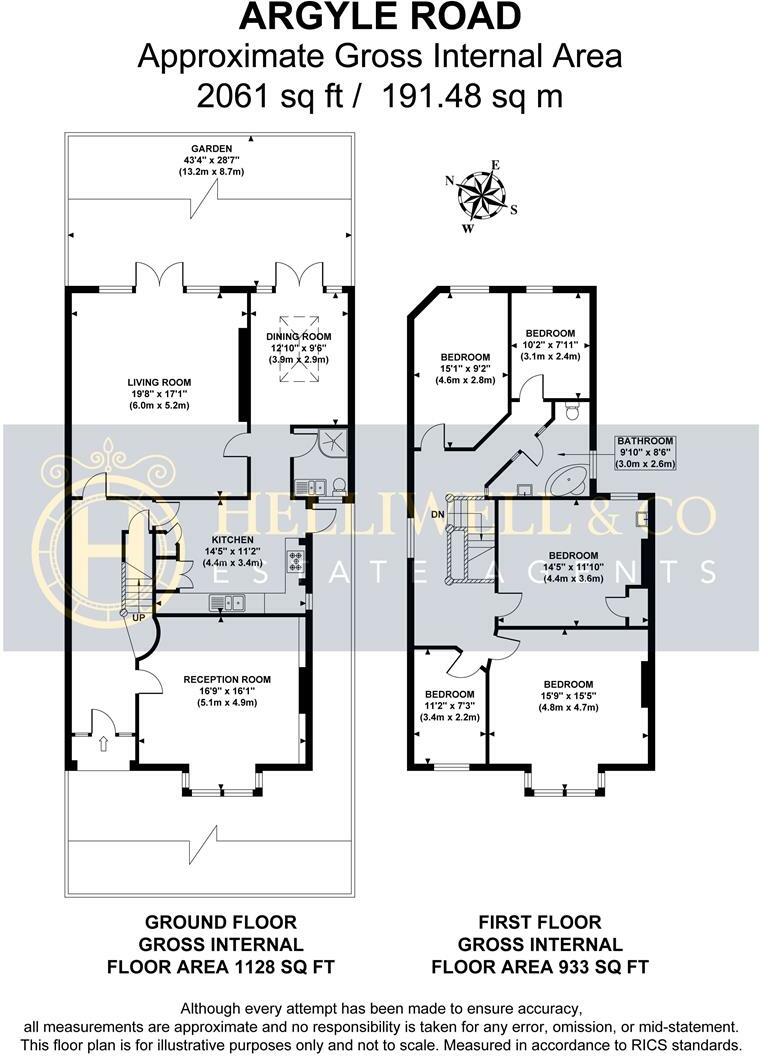 ARGYLE ROAD
Approximate Gross Internal Area
2061 sq ft / 191.48 sq m
GARDEN
43'4" x 28'7"
(13.2m x 8.7m)
N
E
S
W
DINING ROOM
12'10" x 9'6"
(3.9m x 2.9m)
LIVING ROOM
19'8" x 17'1"
(6.0m x 5.2m)
BEDROOM
10'2" x 7'11"
(3.1m x 2.4m)
BEDROOM
15'1" x 9'2"
(4.6m x 2.8m)
BATHROOM
9'10" x 8'6"
(3.0m x 2.6m)
HELLIWELL & CO
ESTATE AGENTS
KITCHEN
14'5" x 11'2"
(4.4m x 3.4m)
UP
DN
BEDROOM
14'5" x 11'10"
(4.4m x 3.6m)
RECEPTION ROOM
16'9" x 16'1"
(5.1m x 4.9m)
BEDROOM
11'2" x 7'3"
(3.4m x 2.2m)
BEDROOM
15'9" x 15'5"
(4.8m x 4.7m)
GROUND FLOOR
GROSS INTERNAL
FLOOR AREA 1128 SQ FT
FIRST FLOOR
GROSS INTERNAL
FLOOR AREA 933 SQ FT
Although every attempt has been made to ensure accuracy,
all measurements are approximate and no responsibility is taken for any error, omission, or mid-statement.
This floor plan is for illustrative purposes only and not to scale. Measured in accordance to RICS standards.